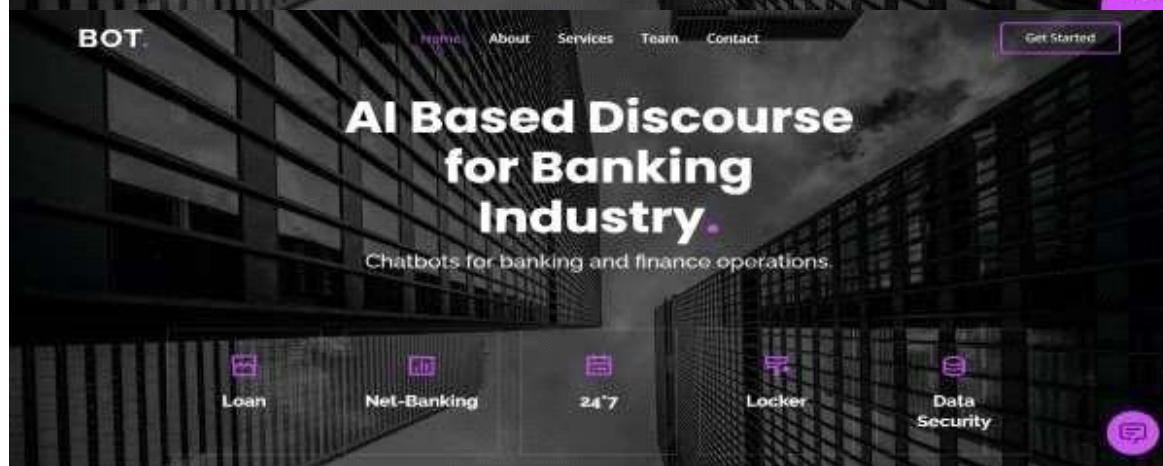 BOT.
Home
About
Services
Team
Contact
Get Started
AI Based Discourse
for Banking
Industry.
Chatbots for banking and finance operations.
Loan
Net-Banking
24*7
Locker
Data
Security